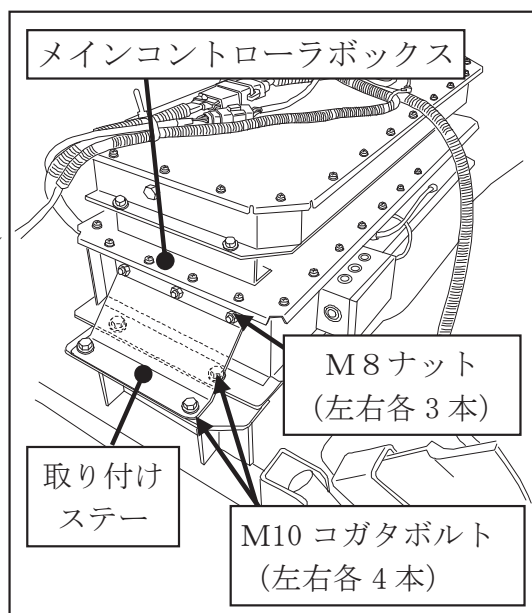 メインコントローラボックス
M８ナット
（左右各３本）
取り付け
ステー
M10 コガタボルト
（左右各４本）